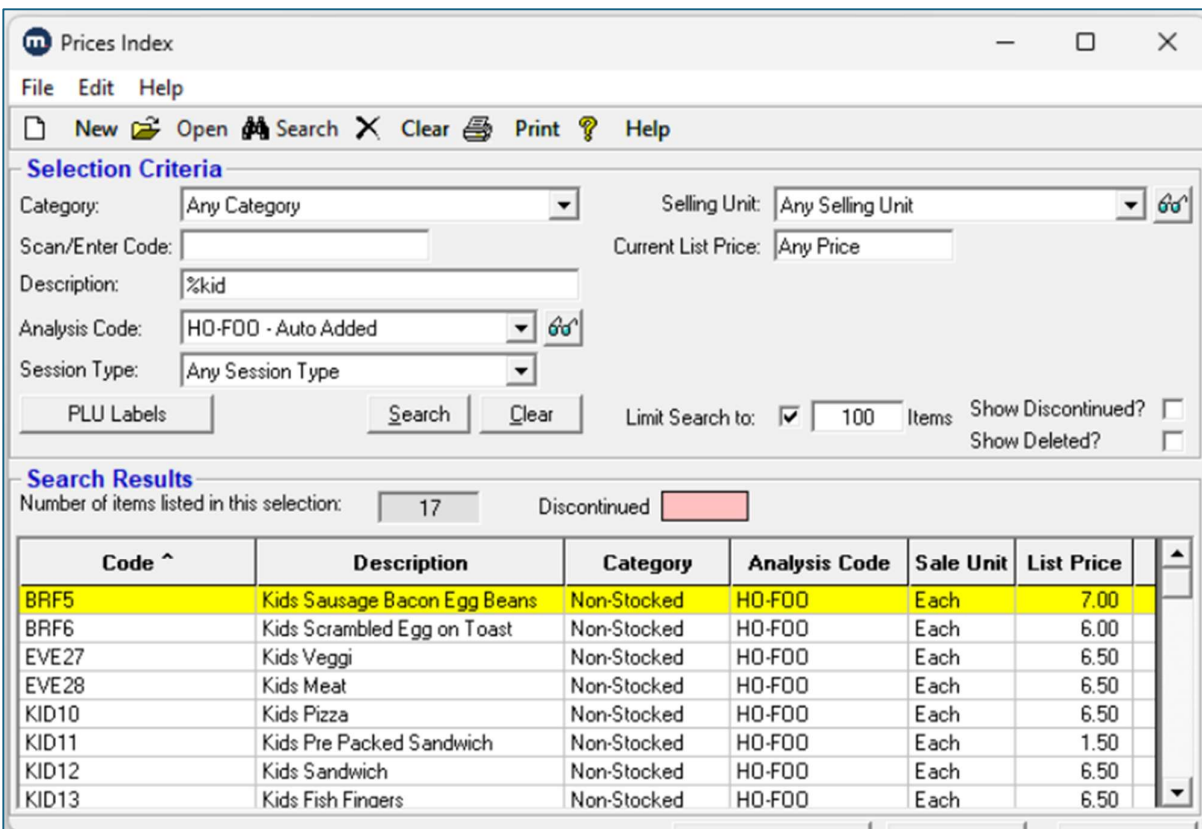 m Prices Index
File Edit Help
New Open Search Clear Print Help
Selection Criteria
Category: Any Category Selling Unit: Any Selling Unit
Scan/Enter Code: Current List Price: Any Price
Description: %kid
Analysis Code: HO-FOO - Auto Added
Session Type: Any Session Type
PLU Labels Search Clear Limit Search to: 100 Items Show Discontinued?
Show Deleted?
Search Results
Number of items listed in this selection: 17 Discontinued
Code ^ Description Category Analysis Code Sale Unit List Price
BRF5 Kids Sausage Bacon Egg Beans Non-Stocked HO-FOO Each 7.00
BRF6 Kids Scrambled Egg on Toast Non-Stocked HO-FOO Each 6.00
EVE27 Kids Veggi Non-Stocked HO-FOO Each 6.50
EVE28 Kids Meat Non-Stocked HO-FOO Each 6.50
KID10 Kids Pizza Non-Stocked HO-FOO Each 6.50
KID11 Kids Pre Packed Sandwich Non-Stocked HO-FOO Each 1.50
KID12 Kids Sandwich Non-Stocked HO-FOO Each 6.50
KID13 Kids Fish Fingers Non-Stocked HO-FOO Each 6.50